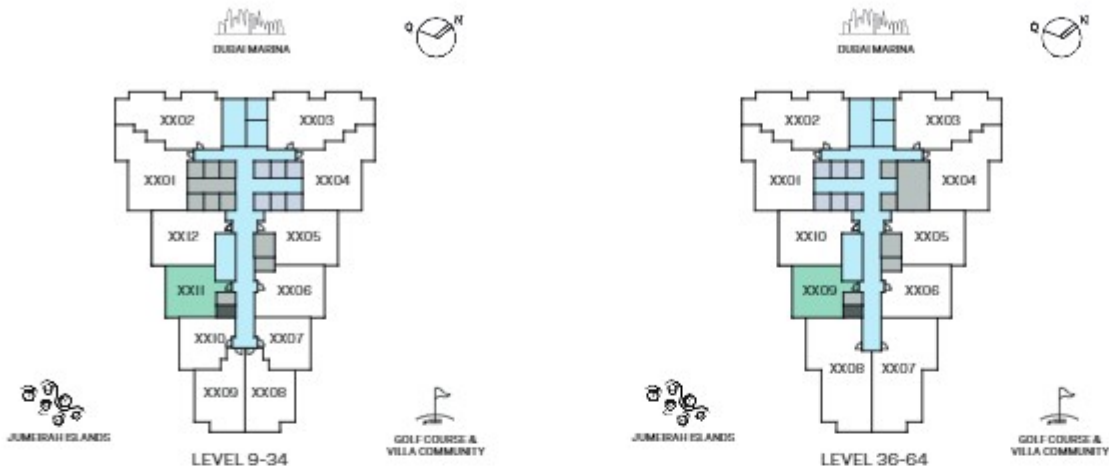 DUBAI MARINA
Q N
XX02 XX03
XX01 XX04
XX12 XX05
XX11 XX06
XX10 XX07
XX09 XX08
JUMEIRAH ISLANDS
GOLF COURSE &
VILLA COMMUNITY
LEVEL 9-34
DUBAI MARINA
Q N
XX02 XX03
XX01 XX04
XX10 XX05
XX09 XX06
XX08 XX07
JUMEIRAH ISLANDS
GOLF COURSE &
VILLA COMMUNITY
LEVEL 36-64